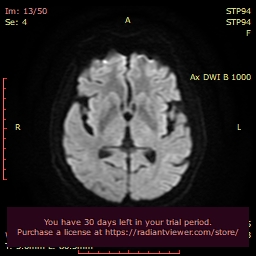 Im: 13/50
Se: 4
A
STP94
STP94
F
Ax DWI B 1000
R
L
You have 30 days left in your trial period.
Purchase a license at https://radiantviewer.com/store/